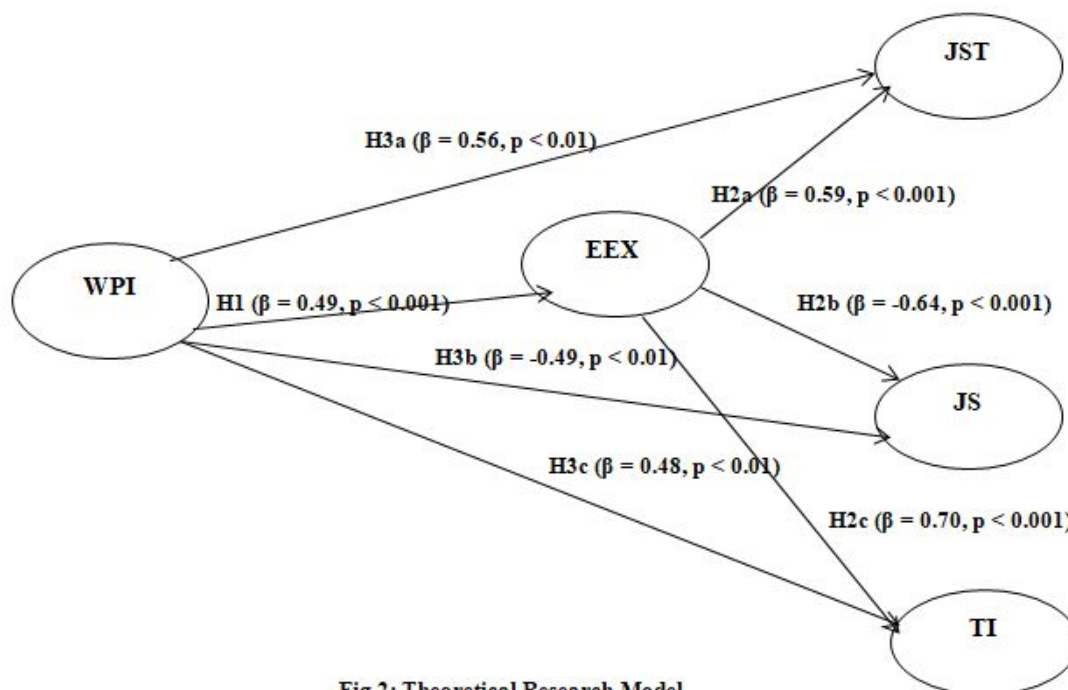 JST
H3a (β = 0.56, p < 0.01)
H2a (β = 0.59, p < 0.001)
EEX
WPI
H1 (β = 0.49, p < 0.001)
H2b (β = -0.64, p < 0.001)
H3b (β = -0.49, p < 0.01)
JS
H3c (β = 0.48, p < 0.01)
H2c (β = 0.70, p < 0.001)
TI
Fig 2: Theoretical Research Model